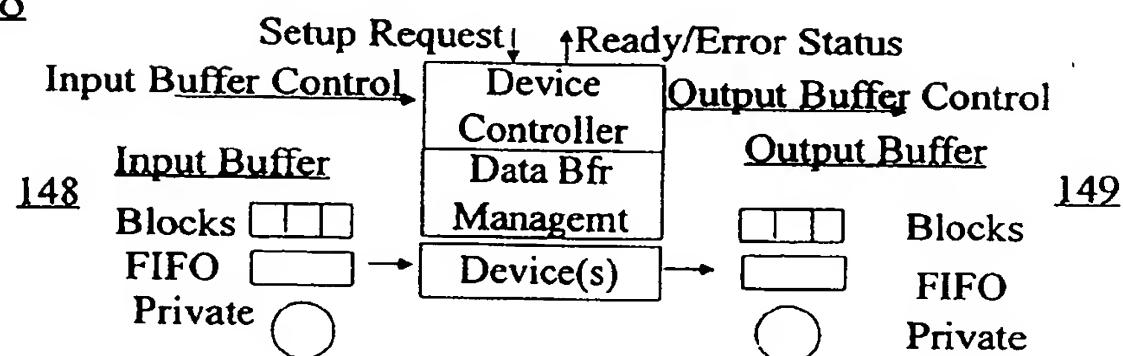 Setup Request Ready/Error Status
Input Buffer Control Device Output Buffer Control
Controller
Input Buffer Data Bfr Output Buffer
148 Managemt 149
Blocks Blocks
FIFO Device(s) FIFO
Private Private